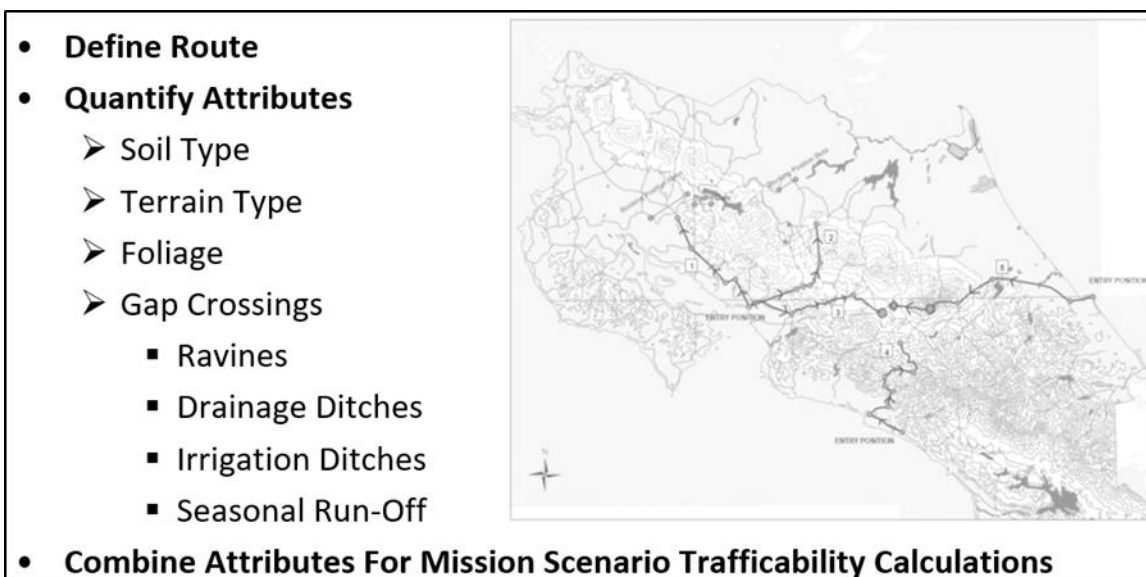 • Define Route
• Quantify Attributes
➢ Soil Type
➢ Terrain Type
➢ Foliage
➢ Gap Crossings
▪ Ravines
▪ Drainage Ditches
▪ Irrigation Ditches
▪ Seasonal Run-Off
• Combine Attributes For Mission Scenario Trafficability Calculations
2
1
5
ENTRY POSITION
ENTRY POSITION
3
4
ENTRY POSITION
N